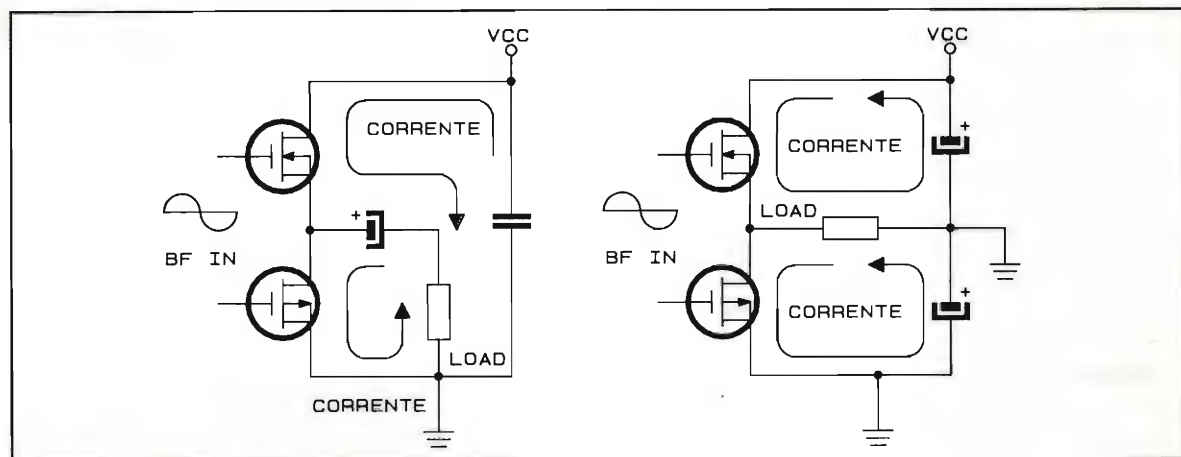 VCC
CORRENTE
+
BF IN
LOAD
CORRENTE
VCC
CORRENTE
+
LOAD
BF IN
CORRENTE
+